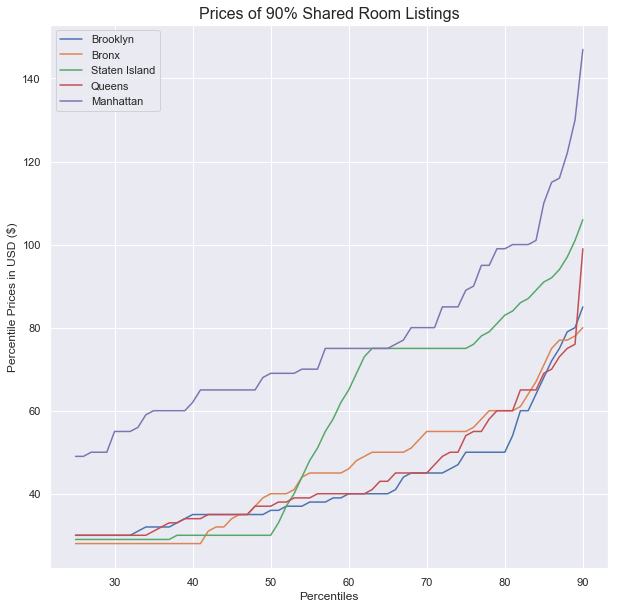 Prices of 90% Shared Room Listings
Brooklyn
Bronx
Staten Island
Queens
Manhattan
Percentile Prices in USD ($)
140
120
100
80
60
40
30
40
50
60
70
80
90
Percentiles